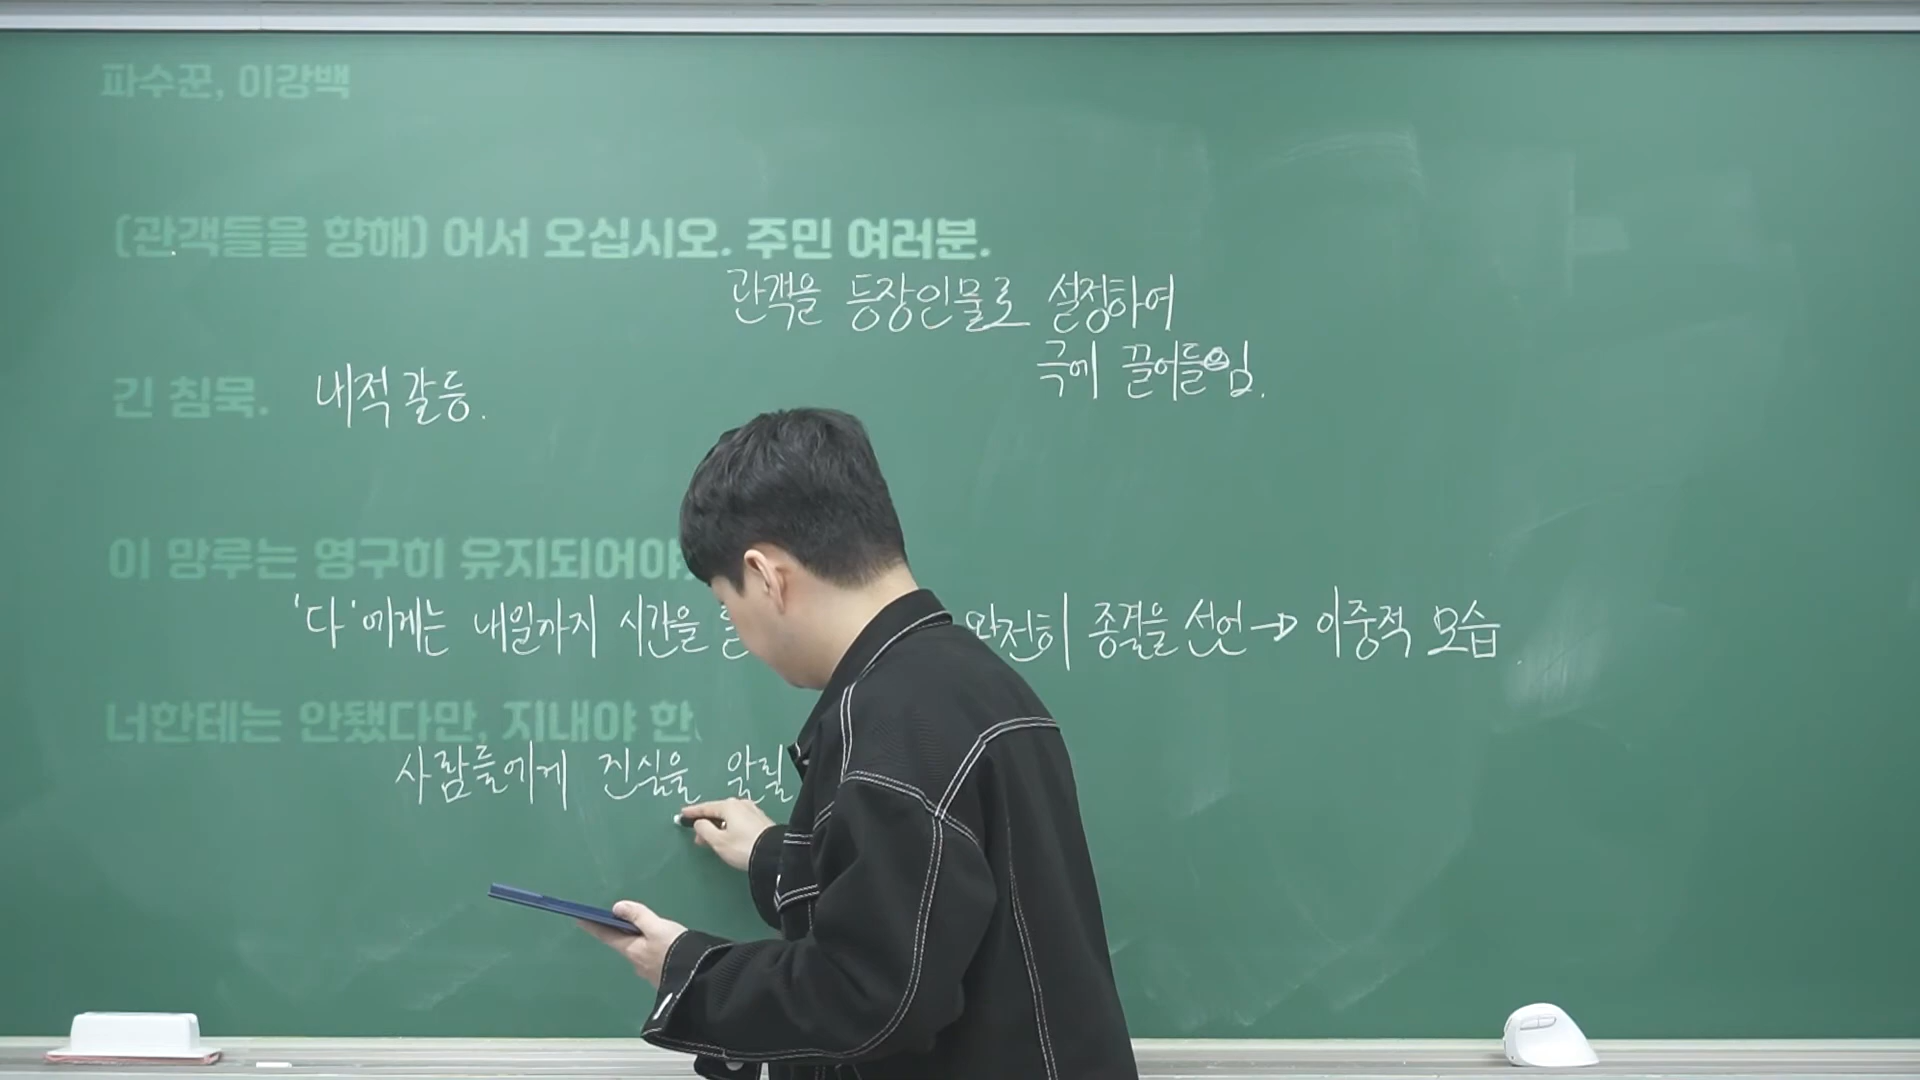 파수꾼, 이강백
(관객들을 향해) 어서 오십시오. 주민 여러분.
관객을 등장인물로 설정하여
극에 끌어들임.
긴 침묵. 내적 갈등.
이 망루는 영구히 유지되어야
'다'에게는 내일까지 시간을 완전히 종결을 선언→ 이중적 모습.
너한테는 안됐다만, 지내야 한
사람들에게 진실을 알릴